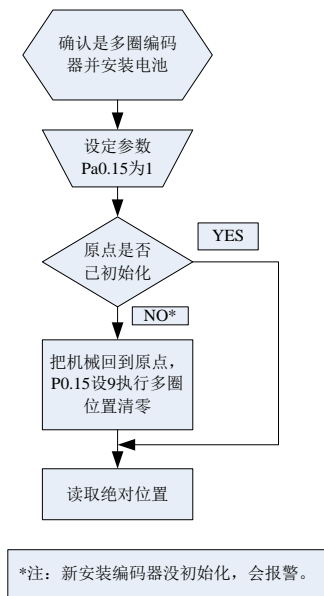 确认是多圈编码
器并安装电池
设定参数
Pa0.15为1
原点是否
已初始化
YES
NO*
把机械回到原点，
P0.15设9执行多圈
位置清零
读取绝对位置
*注：新安装编码器没初始化，会报警。